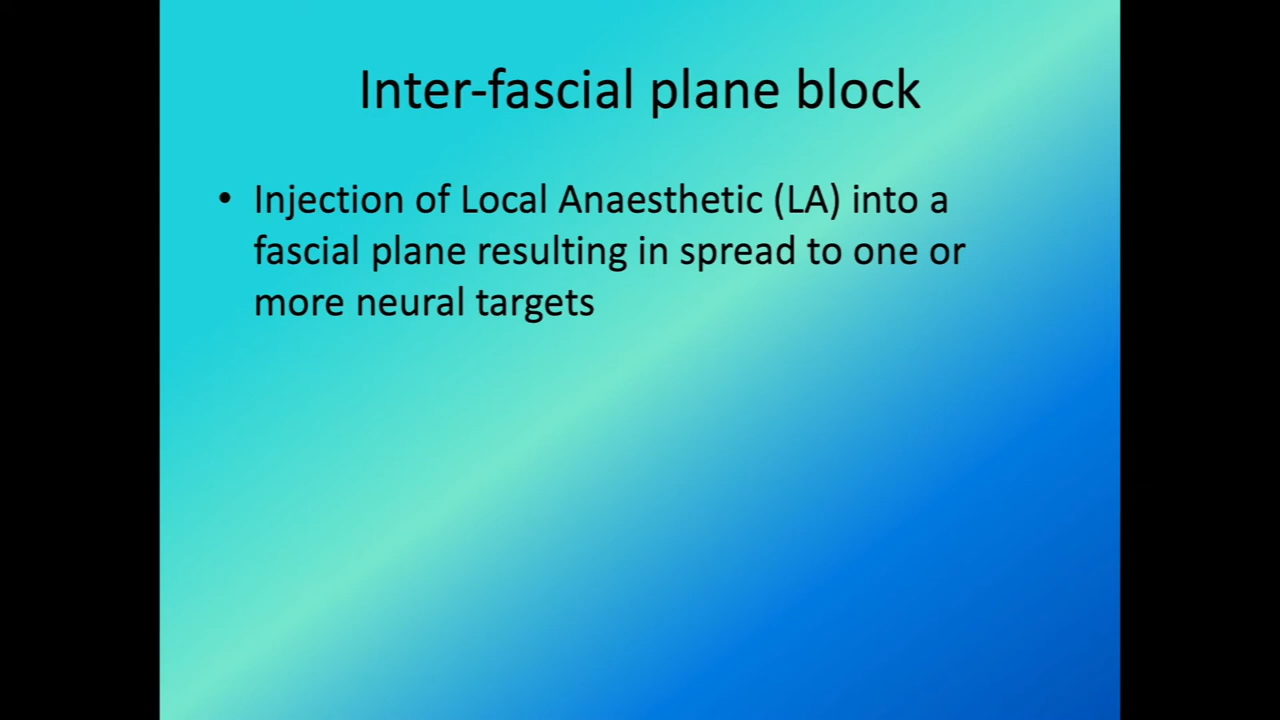 Inter-fascial plane block
• Injection of Local Anaesthetic (LA) into a
fascial plane resulting in spread to one or
more neural targets